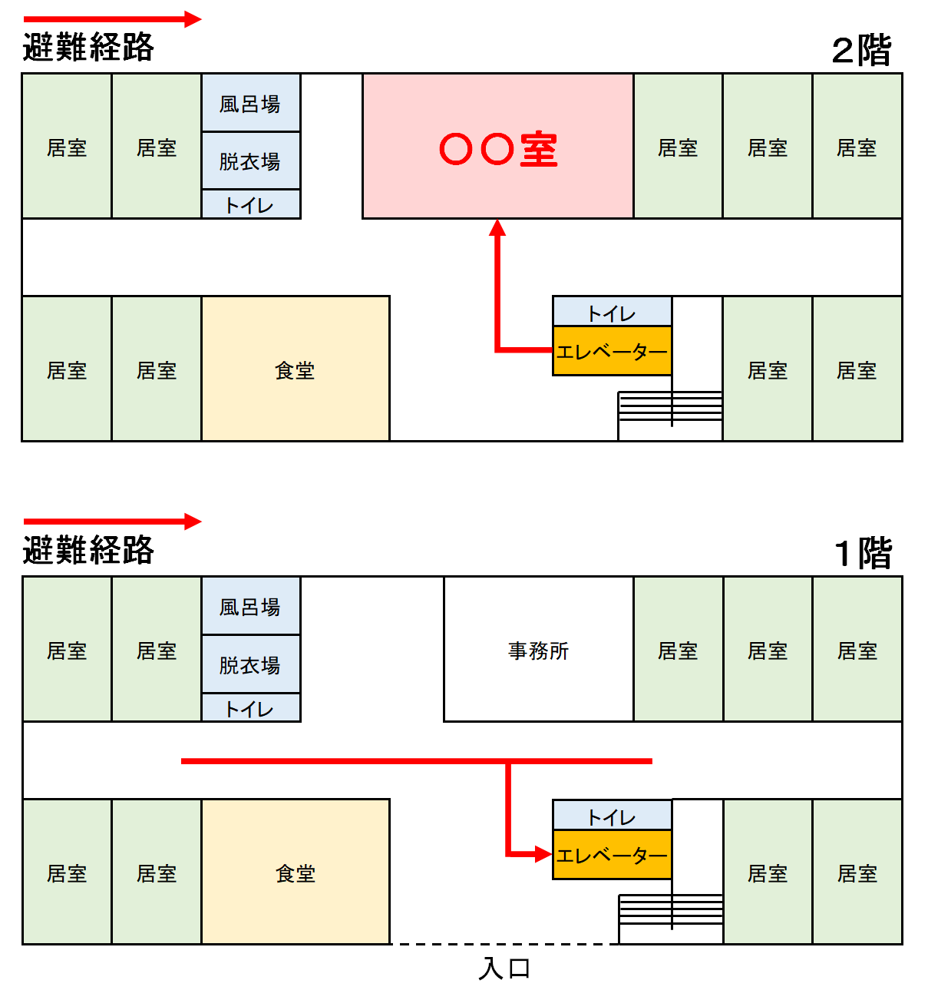 避難経路
２階
居室
居室
風呂場
脱衣場
トイレ
〇〇室
居室
居室
居室
居室
居室
食堂
トイレ
エレベーター
居室
居室
避難経路
１階
居室
居室
風呂場
脱衣場
トイレ
事務所
居室
居室
居室
居室
居室
食堂
トイレ
エレベーター
居室
居室
入口